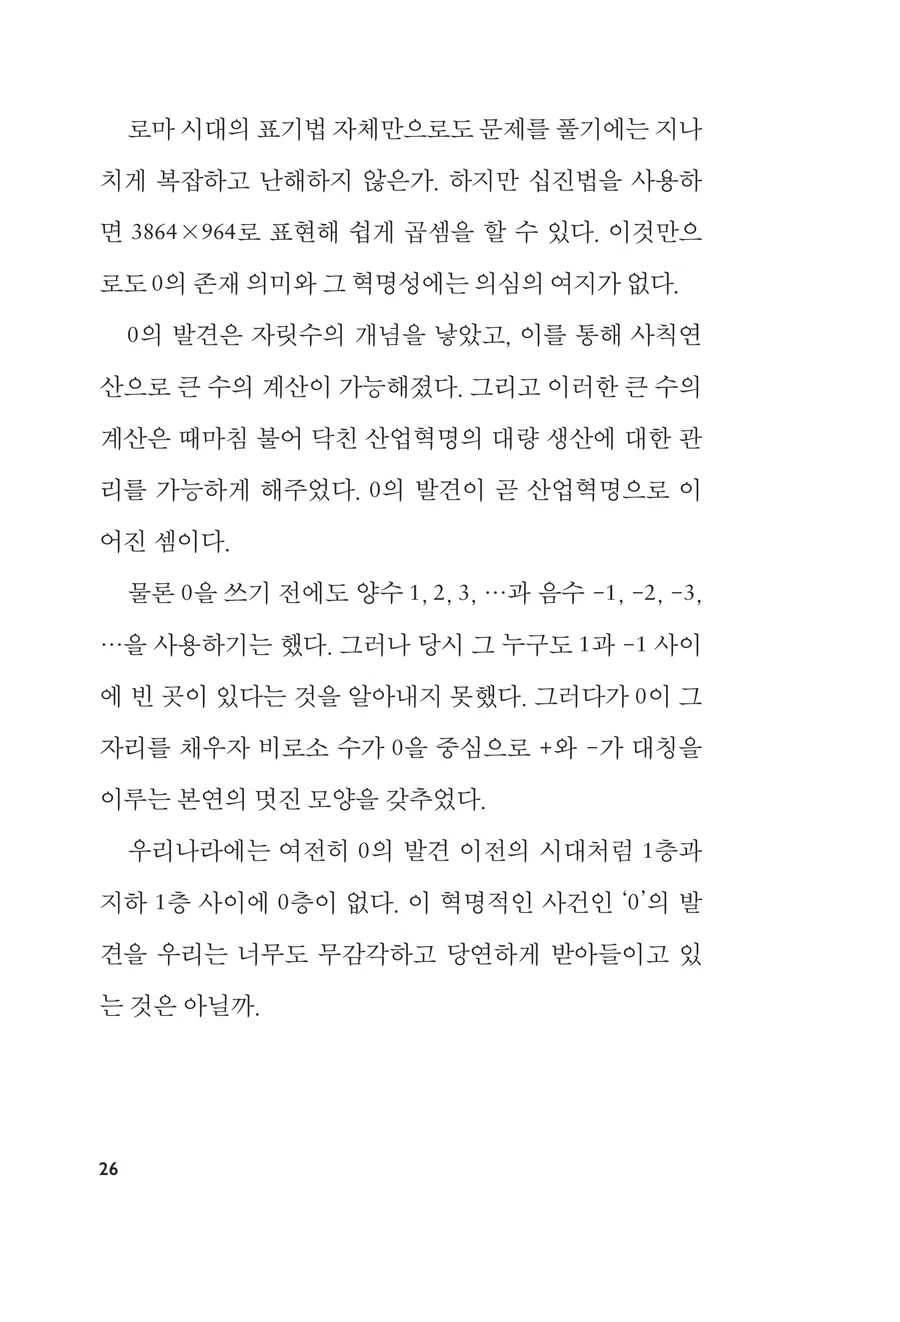 로마 시대의 표기법 자체만으로도 문제를 풀기에는 지나
치게 복잡하고 난해하지 않은가. 하지만 십진법을 사용하
면 3864×964로 표현해 쉽게 곱셈을 할 수 있다. 이것만으
로도 0의 존재 의미와 그 혁명성에는 의심의 여지가 없다.
0의 발견은 자릿수의 개념을 낳았고, 이를 통해 사칙연
산으로 큰 수의 계산이 가능해졌다. 그리고 이러한 큰 수의
계산은 때마침 불어 닥친 산업혁명의 대량 생산에 대한 관
리를 가능하게 해주었다. 0의 발견이 곧 산업혁명으로 이
어진 셈이다.
물론 0을 쓰기 전에도 양수 1, 2, 3, …과 음수 -1, -2, -3,
…을 사용하기는 했다. 그러나 당시 그 누구도 1과 -1 사이
에 빈 곳이 있다는 것을 알아내지 못했다. 그러다가 0이 그
자리를 채우자 비로소 수가 0을 중심으로 +와 -가 대칭을
이루는 본연의 멋진 모양을 갖추었다.
우리나라에는 여전히 0의 발견 이전의 시대처럼 1층과
지하 1층 사이에 0층이 없다. 이 혁명적인 사건인 ‘0’의 발
견을 우리는 너무도 무감각하고 당연하게 받아들이고 있
는 것은 아닐까.
26